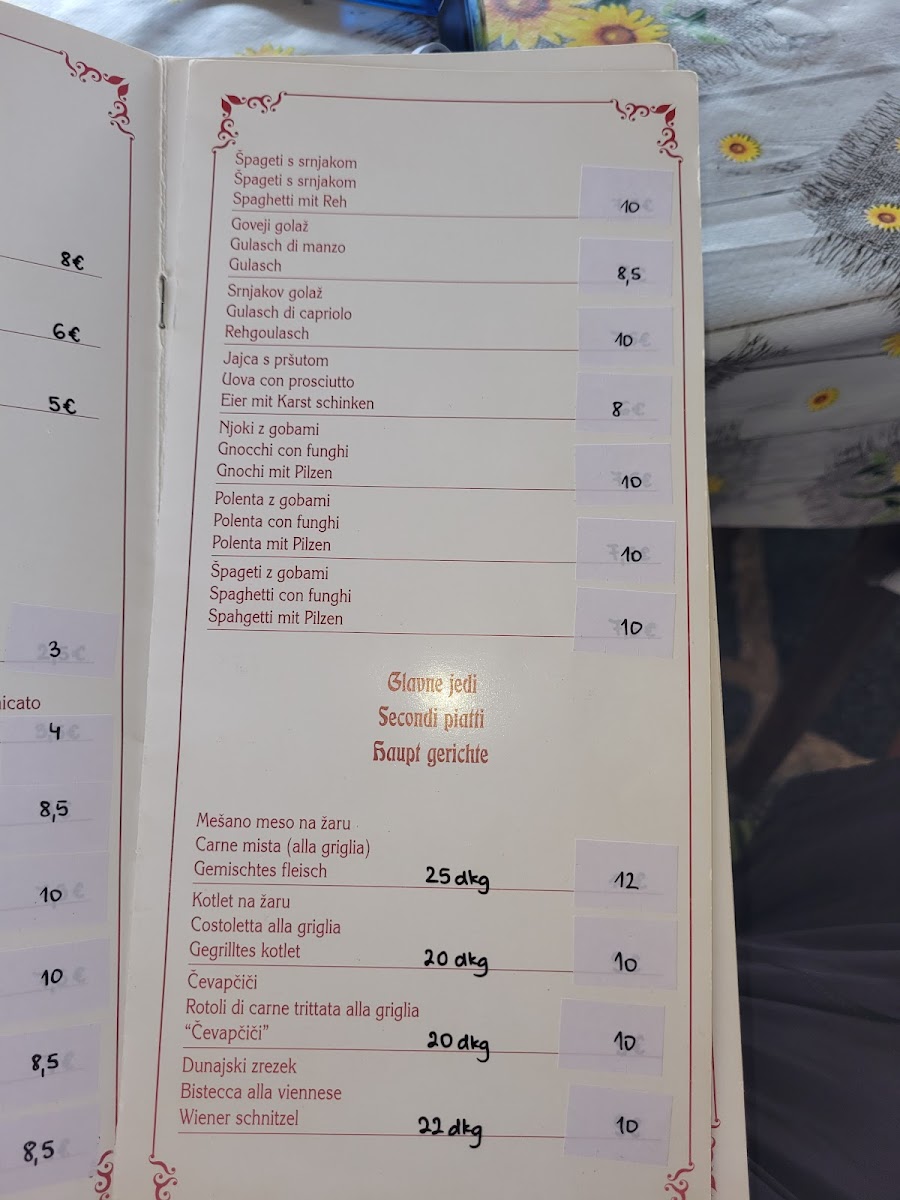 8€
6€
5€
3
icato
4
8,5
10
10
8,5
8,5
Špageti s srnjakom
Špageti s srnjakom
Spaghetti mit Reh
10
Goveji golaž
Gulasch di manzo
Gulasch
8,5
Srnjakov golaž
Gulasch di capriolo
Rehgoulasch
10
Jajca s pršutom
Uova con prosciutto
Eier mit Karst schinken
8
Njoki z gobami
Gnocchi con funghi
Gnochi mit Pilzen
10
Polenta z gobami
Polenta con funghi
Polenta mit Pilzen
10
Špageti z gobami
Spaghetti con funghi
Spahgetti mit Pilzen
10
Glavne jedi
Secondi piatti
Haupt gerichte
Mešano meso na žaru
Carne mista (alla griglia)
Gemischtes fleisch 25 dkg 12
Kotlet na žaru
Costoletta alla griglia
Gegrilltes kotlet 20 dkg 10
Čevapčiči
Rotoli di carne trittata alla griglia
“Čevapčiči” 20 dkg 10
Dunajski zrezek
Bistecca alla viennese
Wiener schnitzel 22 dkg 10